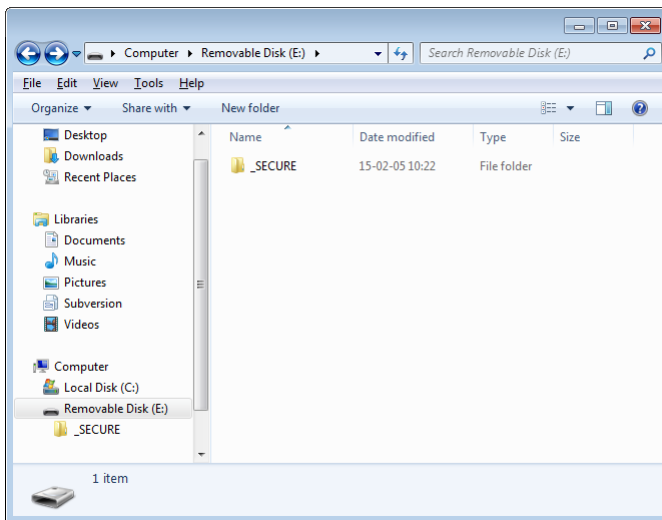 Computer Removable Disk (E:) Search Removable Disk (E:)
File Edit View Tools Help
Organize Share with New folder
Desktop Name Date modified Type Size
Downloads _SECURE 15-02-05 10:22 File folder
Recent Places
Libraries
Documents
Music
Pictures
Subversion
Videos
Computer
Local Disk (C:)
Removable Disk (E:)
_SECURE
1 item